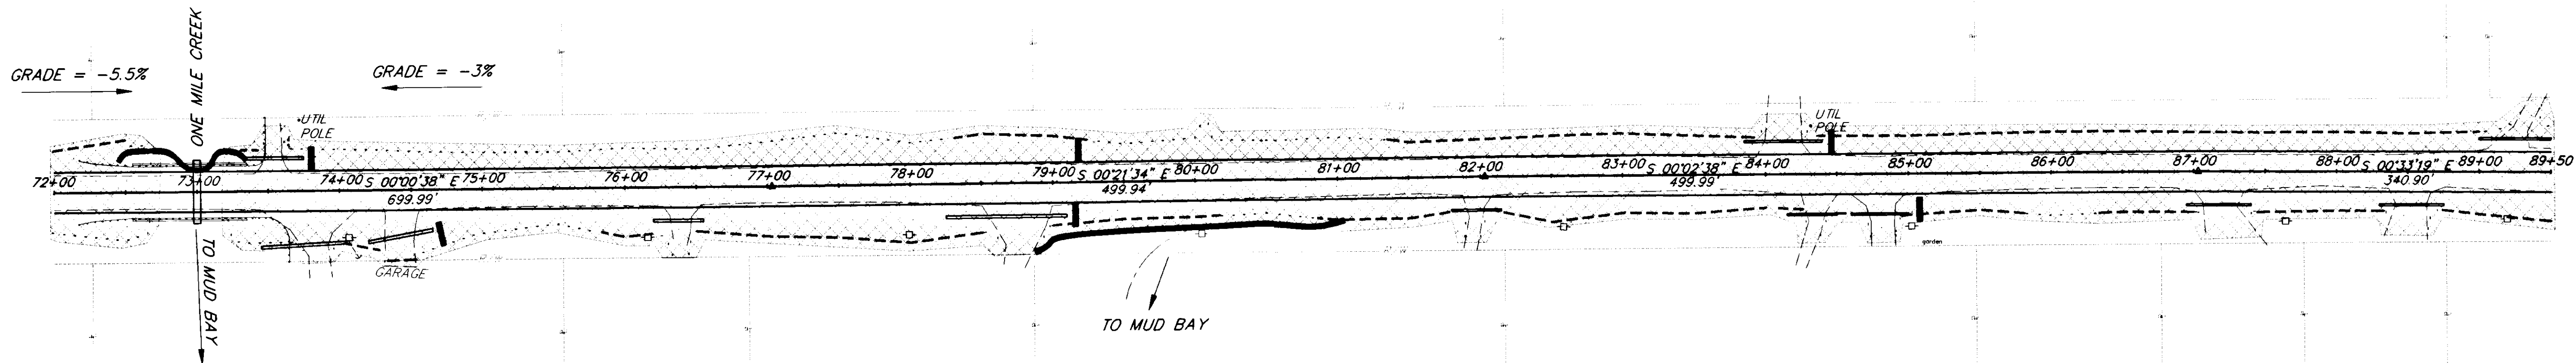 GRADE = -5.5%
ONE MILE CREEK
GRADE = -3%
UTIL
POLE
UTIL
POLE
72+00
73+00
74+00
S 00°00'38" E
75+00
76+00
77+00
78+00
79+00
S 00°21'34" E
80+00
81+00
82+00
83+00
S 00°02'38" E
84+00
85+00
86+00
87+00
88+00
S 00°33'19" E
89+00
89+50
699.99'
499.94'
499.99'
340.90'
TO MUD BAY
GARAGE
garden
TO MUD BAY